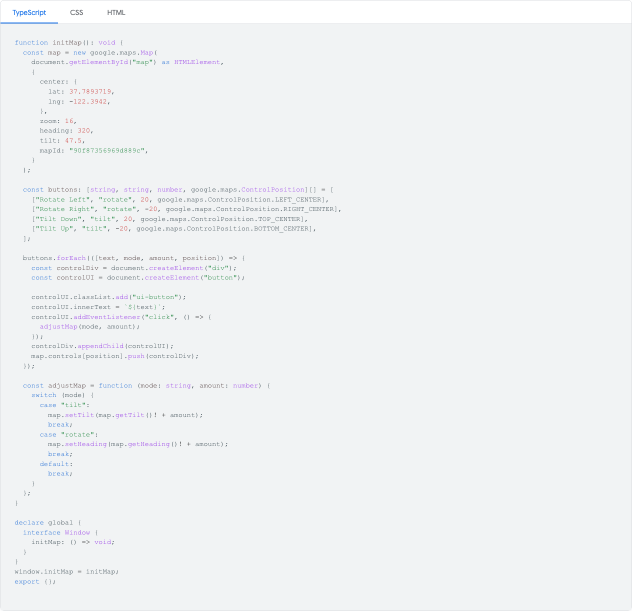 TypeScript CSS HTML
function initMap(): void {
const map = new google.maps.Map(
document.getElementById("map") as HTMLElement,
{
center: {
lat: 37.7893719,
lng: -122.3942,
},
zoom: 16,
heading: 320,
tilt: 47.5,
mapId: "90f87356969d889c",
}
);
const buttons: [string, string, number, google.maps.ControlPosition][] = [
["Rotate Left", "rotate", 20, google.maps.ControlPosition.LEFT_CENTER],
["Rotate Right", "rotate", -20, google.maps.ControlPosition.RIGHT_CENTER],
["Tilt Down", "tilt", 20, google.maps.ControlPosition.TOP_CENTER],
["Tilt Up", "tilt", -20, google.maps.ControlPosition.BOTTOM_CENTER],
];
buttons.forEach(([text, mode, amount, position]) => {
const controlDiv = document.createElement("div");
const controlUI = document.createElement("button");
controlUI.classList.add("ui-button");
controlUI.innerText = `${text}`;
controlUI.addEventListener("click", () => {
adjustMap(mode, amount);
});
controlDiv.appendChild(controlUI);
map.controls[position].push(controlDiv);
});
const adjustMap = function (mode: string, amount: number) {
switch (mode) {
case "tilt":
map.setTilt(map.getTilt()! + amount);
break;
case "rotate":
map.setHeading(map.getHeading()! + amount);
break;
default:
break;
}
};
}
declare global {
interface Window {
initMap: () => void;
}
}
window.initMap = initMap;
export {};